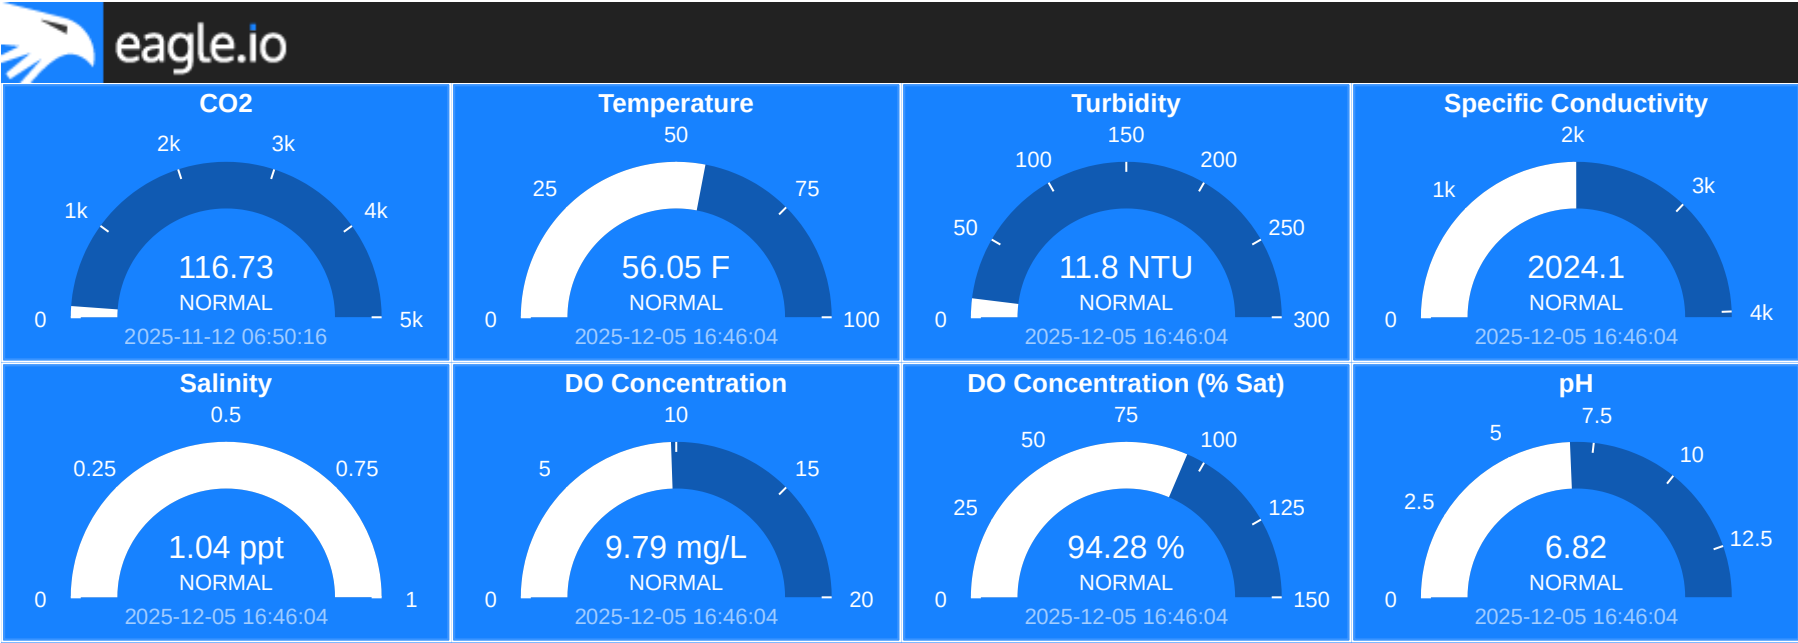 eagle.io
CO2
0
1k
2k
3k
4k
5k
116.73
NORMAL
2025-11-12 06:50:16
Temperature
0
25
50
75
100
56.05 F
NORMAL
2025-12-05 16:46:04
Turbidity
0
50
100
150
200
250
300
11.8 NTU
NORMAL
2025-12-05 16:46:04
Specific Conductivity
0
1k
2k
3k
4k
2024.1
NORMAL
2025-12-05 16:46:04
Salinity
0
0.25
0.5
0.75
1
1.04 ppt
NORMAL
2025-12-05 16:46:04
DO Concentration
0
5
10
15
20
9.79 mg/L
NORMAL
2025-12-05 16:46:04
DO Concentration (% Sat)
0
25
50
75
100
125
150
94.28 %
NORMAL
2025-12-05 16:46:04
pH
0
2.5
5
7.5
10
12.5
6.82
NORMAL
2025-12-05 16:46:04